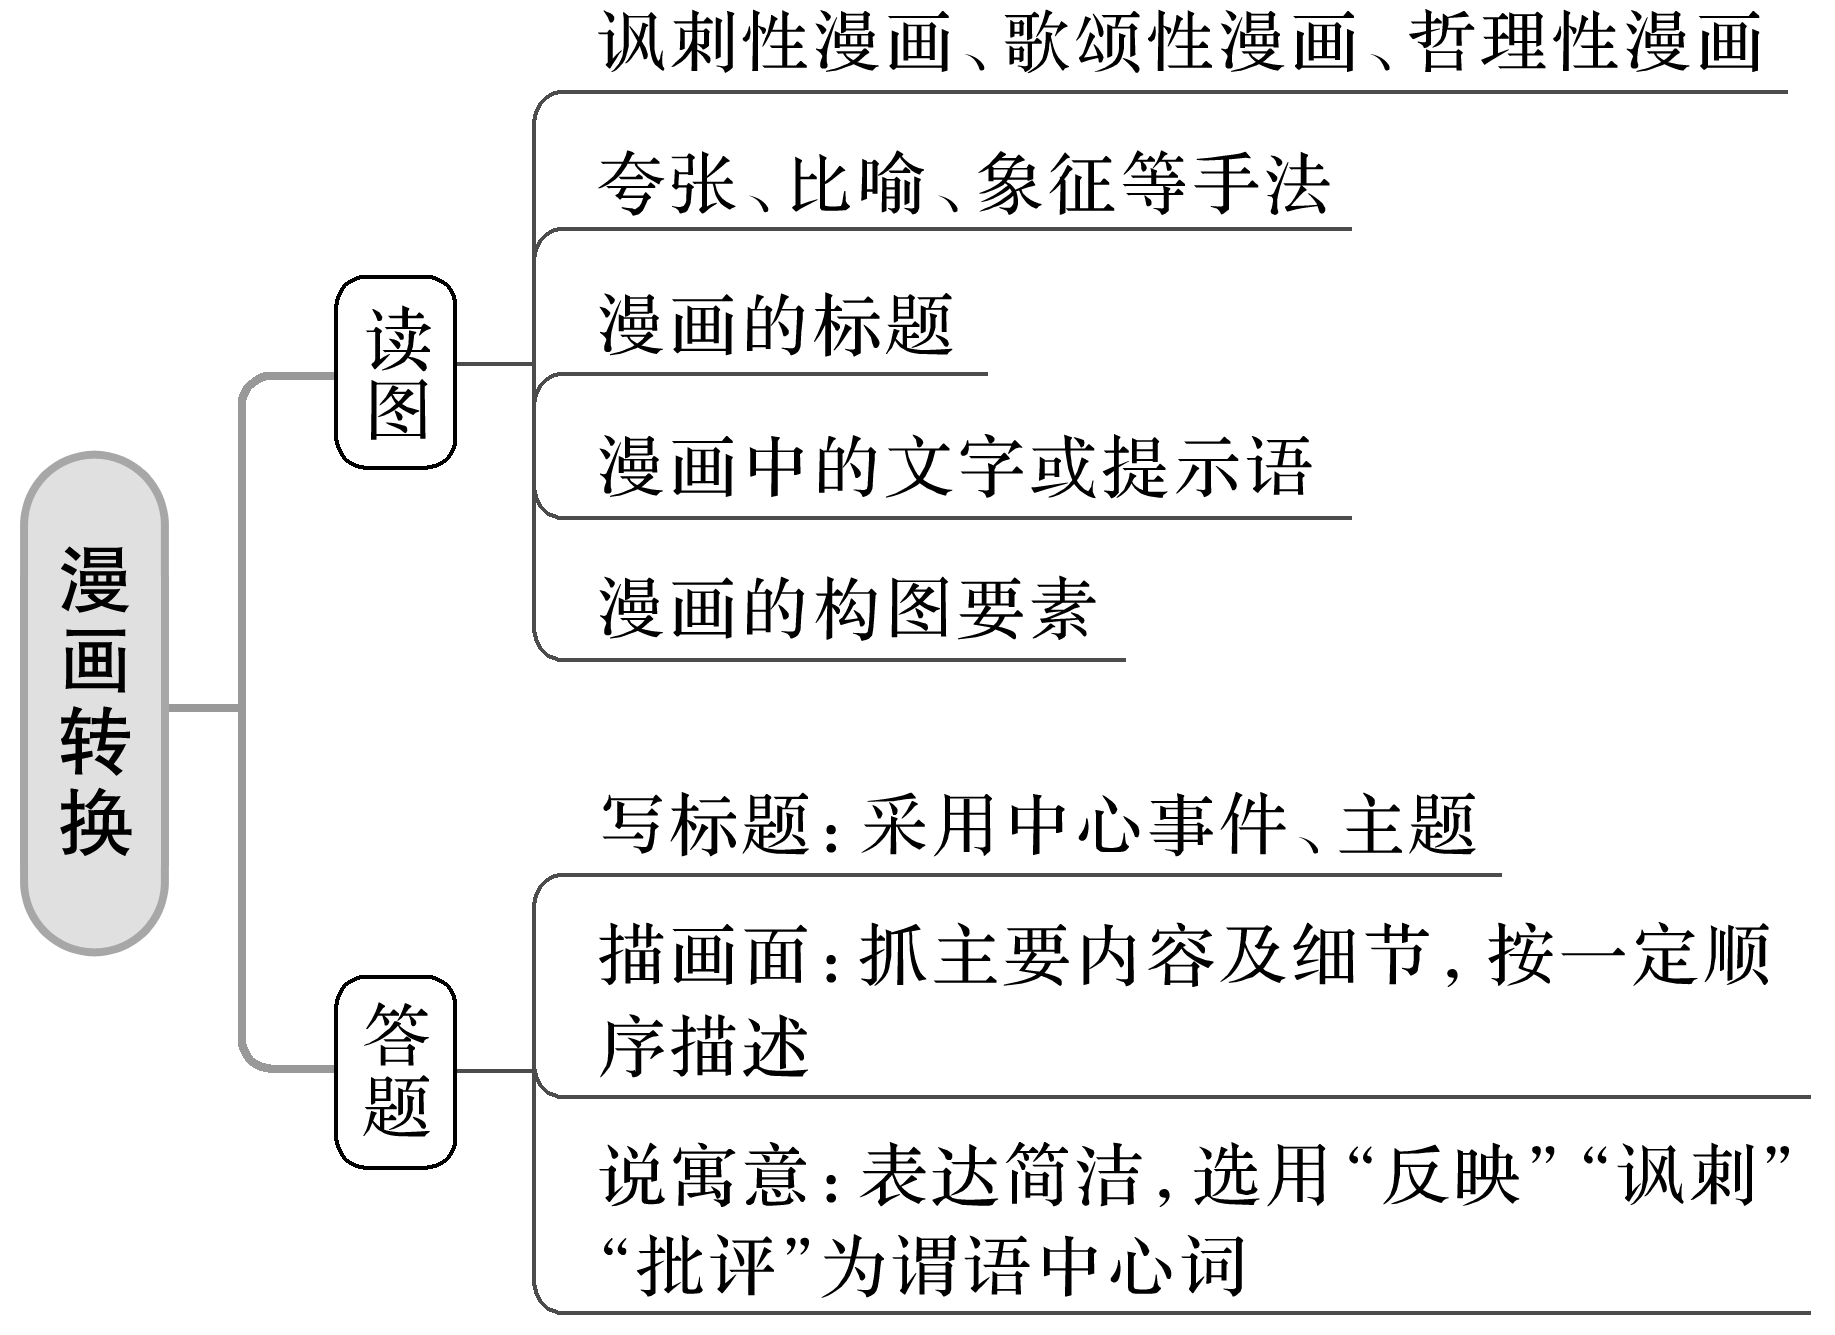 漫画转换
读图
讽刺性漫画、歌颂性漫画、哲理性漫画
夸张、比喻、象征等手法
漫画的标题
漫画中的文字或提示语
漫画的构图要素
答题
写标题：采用中心事件、主题
描画面：抓主要内容及细节，按一定顺
序描述
说寓意：表达简洁，选用“反映”“讽刺”
“批评”为谓语中心词